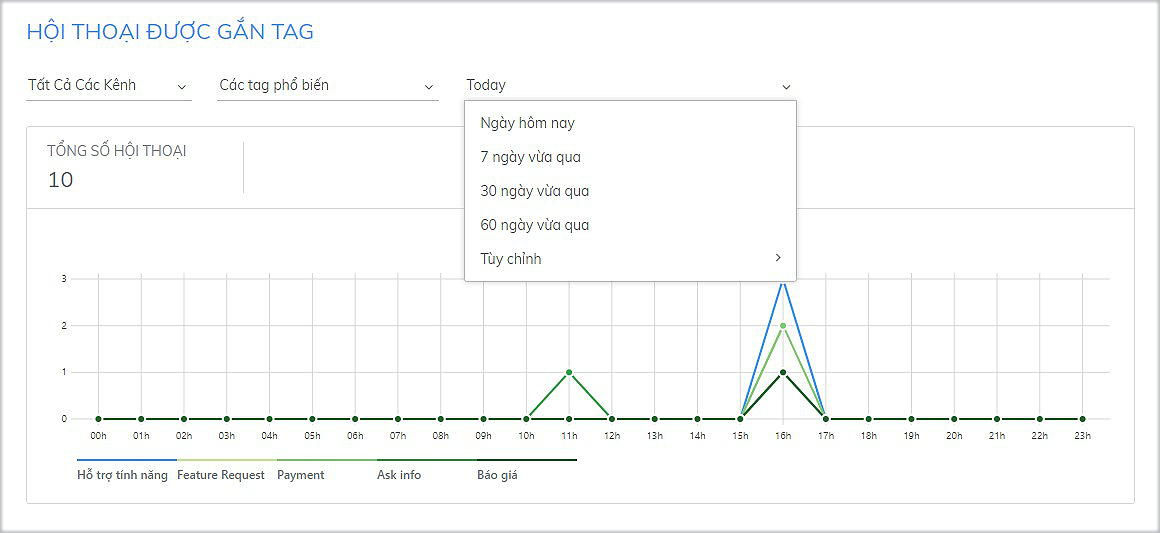 HỘI THOẠI ĐƯỢC GẮN TAG
Tất Cả Các Kênh Các tag phổ biến Today
Ngày hôm nay
7 ngày vừa qua
30 ngày vừa qua
60 ngày vừa qua
Tùy chỉnh
TỔNG SỐ HỘI THOẠI
10
3
2
1
0
00h 01h 02h 03h 04h 05h 06h 07h 08h 09h 10h 11h 12h 13h 14h 15h 16h 17h 18h 19h 20h 21h 22h 23h
Hỗ trợ tính năng Feature Request Payment Ask info Báo giá